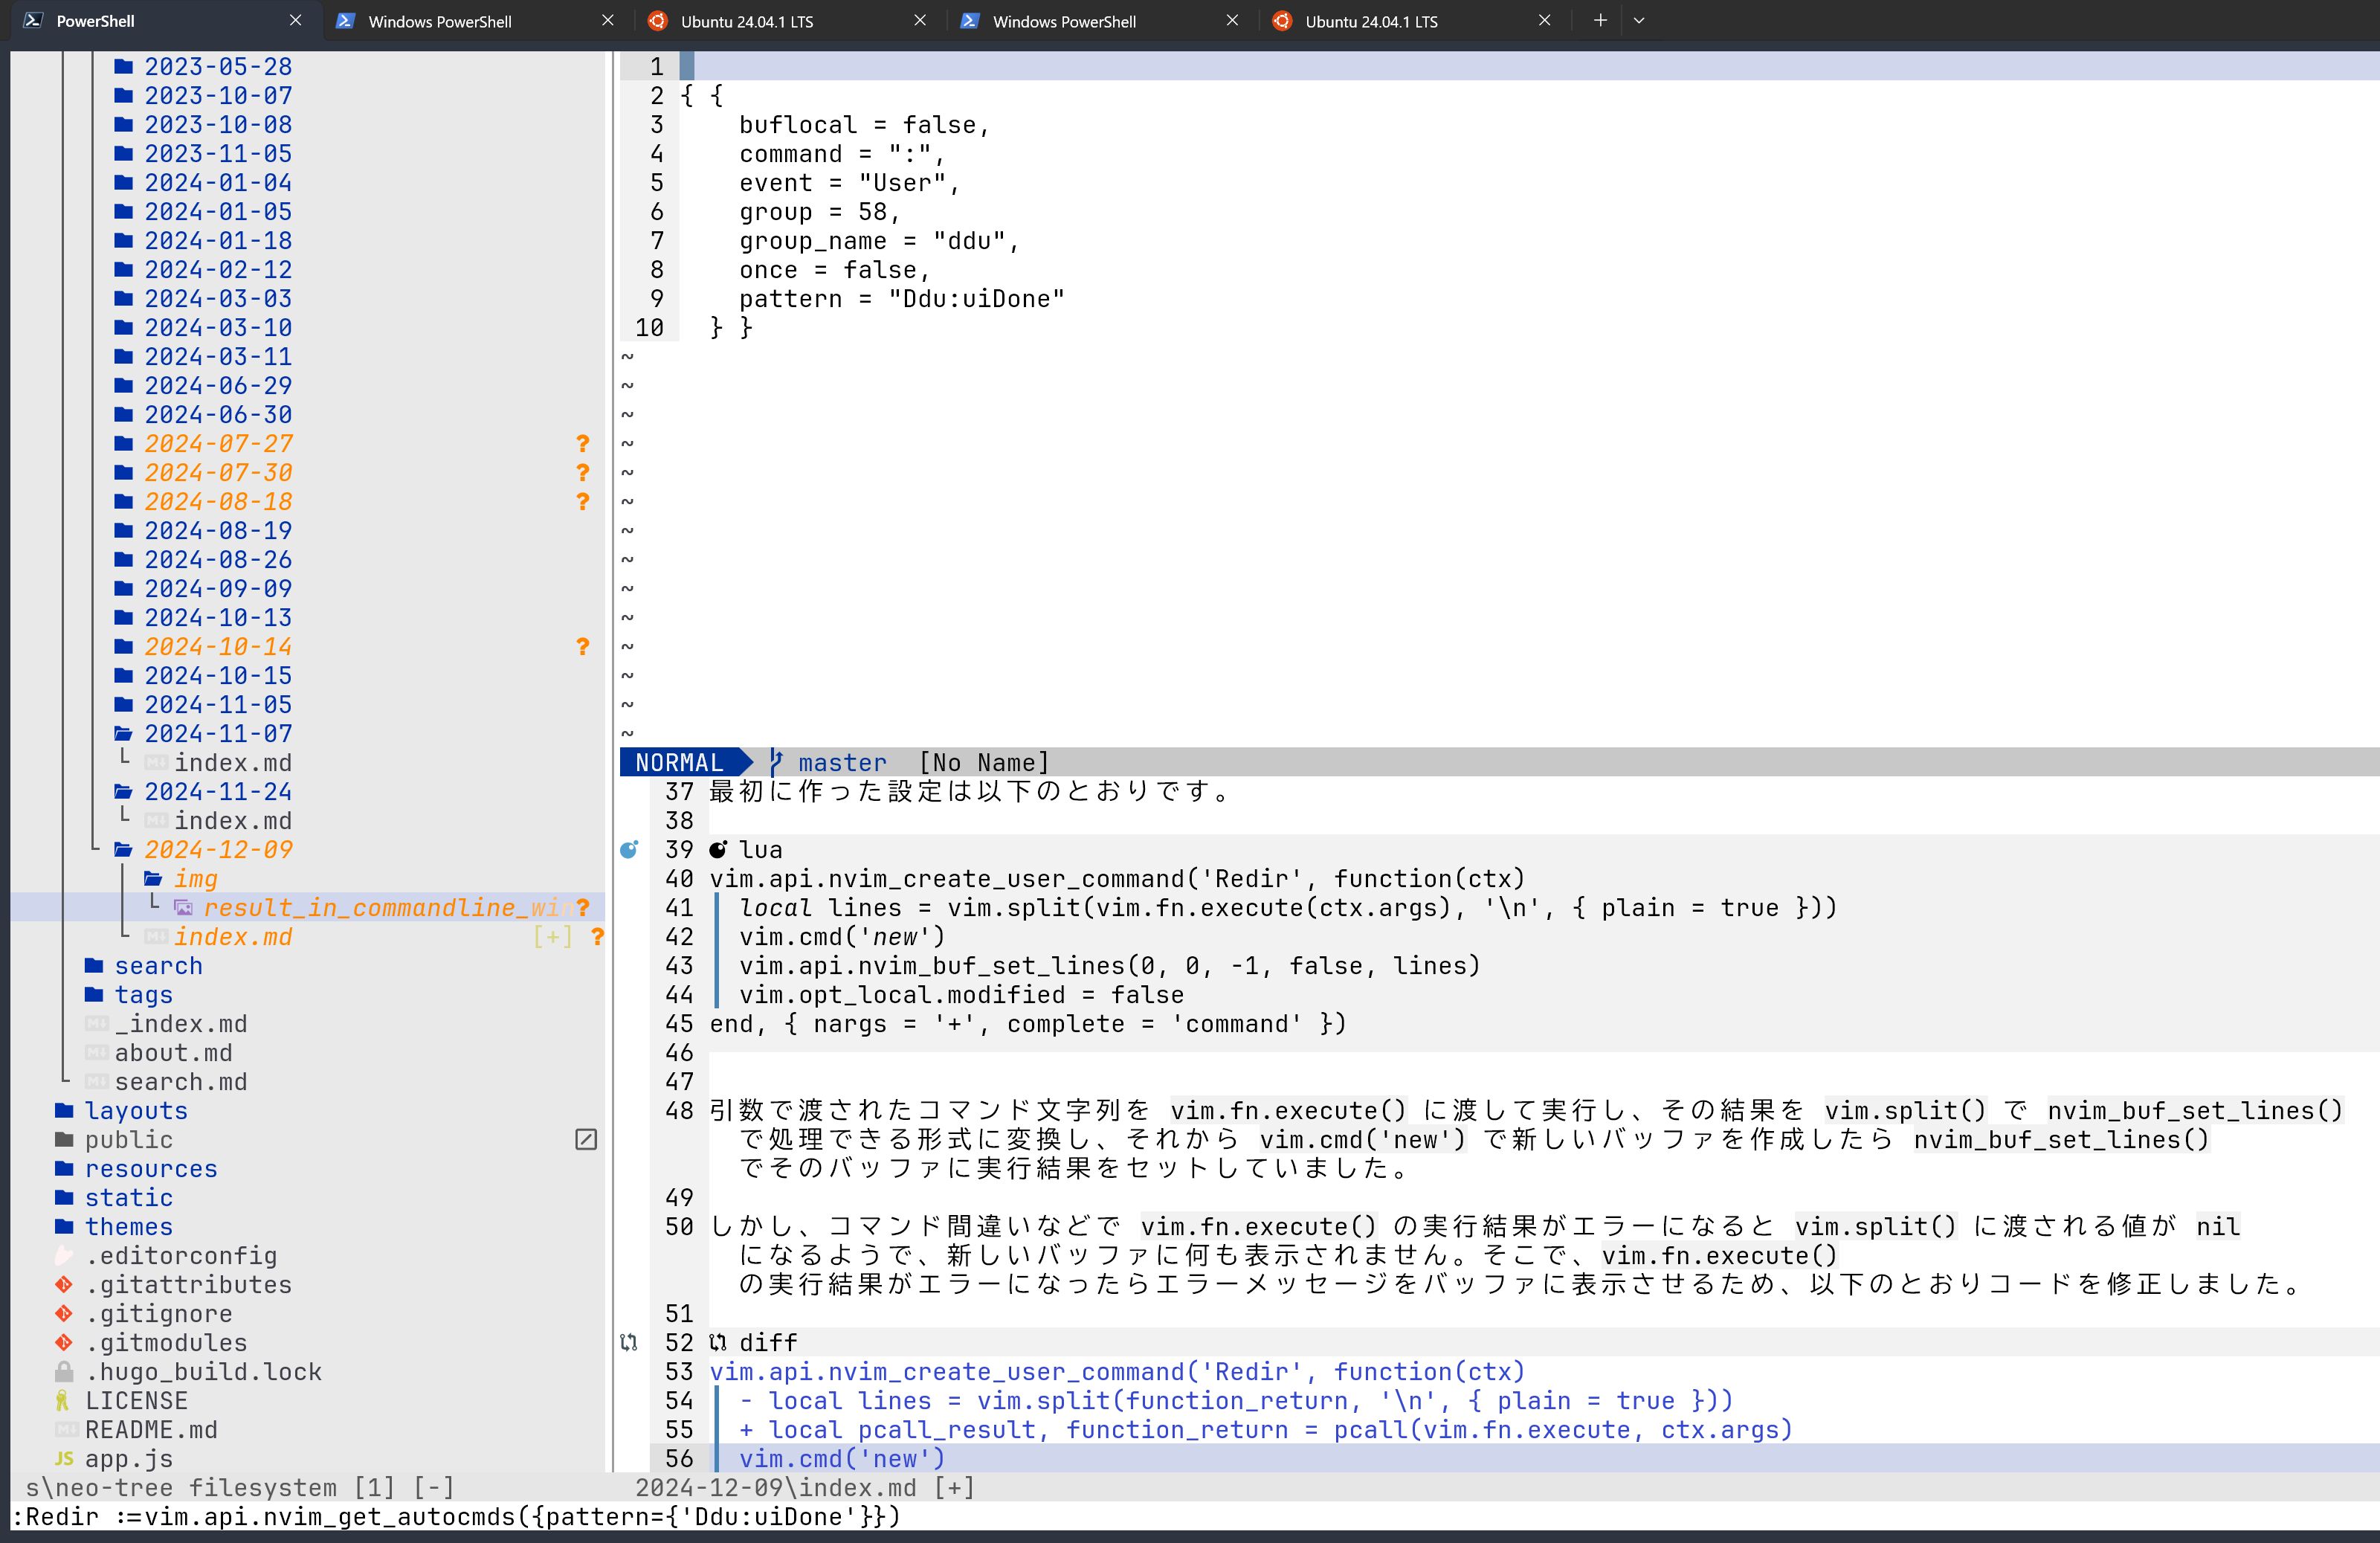 PowerShell
Windows PowerShell
Ubuntu 24.04.1 LTS
Windows PowerShell
Ubuntu 24.04.1 LTS
2023-05-28
2023-10-07
2023-10-08
2023-11-05
2024-01-04
2024-01-05
2024-01-18
2024-02-12
2024-03-03
2024-03-10
2024-03-11
2024-06-29
2024-06-30
2024-07-27 ?
2024-07-30 ?
2024-08-18 ?
2024-08-19
2024-08-26
2024-09-09
2024-10-13
2024-10-14 ?
2024-10-15
2024-11-05
2024-11-07
index.md
2024-11-24
index.md
2024-12-09
img
result_in_commandline_win?
index.md [+] ?
search
tags
_index.md
about.md
search.md
layouts
public
resources
static
themes
.editorconfig
.gitattributes
.gitignore
.gitmodules
.hugo_build.lock
LICENSE
README.md
JS app.js
s\neo-tree filesystem [1] [-]
1
2 { {
3 buflocal = false,
4 command = ":",
5 event = "User",
6 group = 58,
7 group_name = "ddu",
8 once = false,
9 pattern = "Ddu:uiDone"
10 } }
~
~
~
~
~
~
~
~
~
~
~
~
~
~
NORMAL master [No Name]
37 最初に作った設定は以下のとおりです。
38
39 lua
40 vim.api.nvim_create_user_command('Redir', function(ctx)
41 local lines = vim.split(vim.fn.execute(ctx.args), '\n', { plain = true }))
42 vim.cmd('new')
43 vim.api.nvim_buf_set_lines(0, 0, -1, false, lines)
44 vim.opt_local.modified = false
45 end, { nargs = '+', complete = 'command' })
46
47
48 引数で渡されたコマンド文字列を vim.fn.execute() に渡して実行し、その結果を vim.split() で nvim_buf_set_lines()
で処理できる形式に変換し、それから vim.cmd('new') で新しいバッファを作成したら nvim_buf_set_lines()
でそのバッファに実行結果をセットしていました。
49
50 しかし、コマンド間違いなどで vim.fn.execute() の実行結果がエラーになると vim.split() に渡される値が nil
になるようで、新しいバッファに何も表示されません。そこで、vim.fn.execute()
の実行結果がエラーになったらエラーメッセージをバッファに表示させるため、以下のとおりコードを修正しました。
51
52 diff
53 vim.api.nvim_create_user_command('Redir', function(ctx)
54 - local lines = vim.split(function_return, '\n', { plain = true }))
55 + local pcall_result, function_return = pcall(vim.fn.execute, ctx.args)
56 vim.cmd('new')
2024-12-09\index.md [+]
:Redir :=vim.api.nvim_get_autocmds({pattern={'Ddu:uiDone'}})